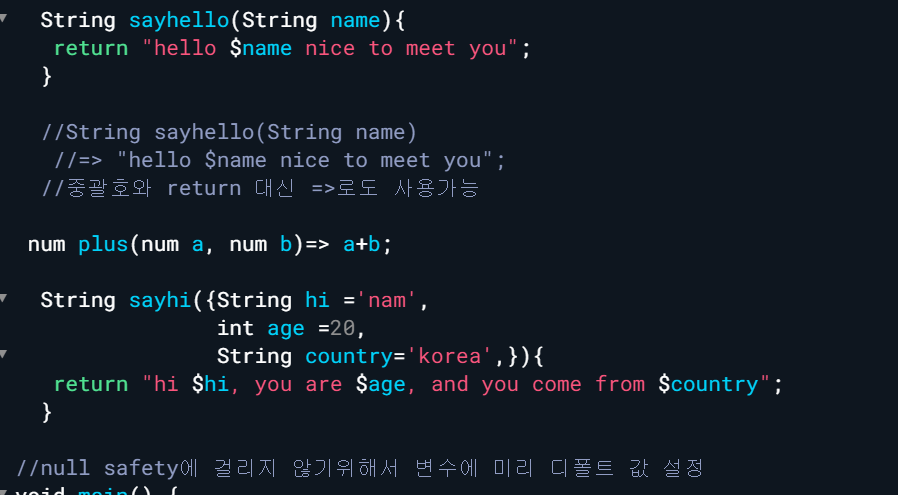 String sayhello(String name){
return "hello $name nice to meet you";
}
//String sayhello(String name)
//=> "hello $name nice to meet you";
//중괄호와 return 대신 =>로도 사용가능
num plus(num a, num b)=> a+b;
String sayhi({String hi ='nam',
int age =20,
String country='korea',}){
return "hi $hi, you are $age, and you come from $country";
}
//null safety에 걸리지 않기위해서 변수에 미리 디폴트 값 설정
void main() {